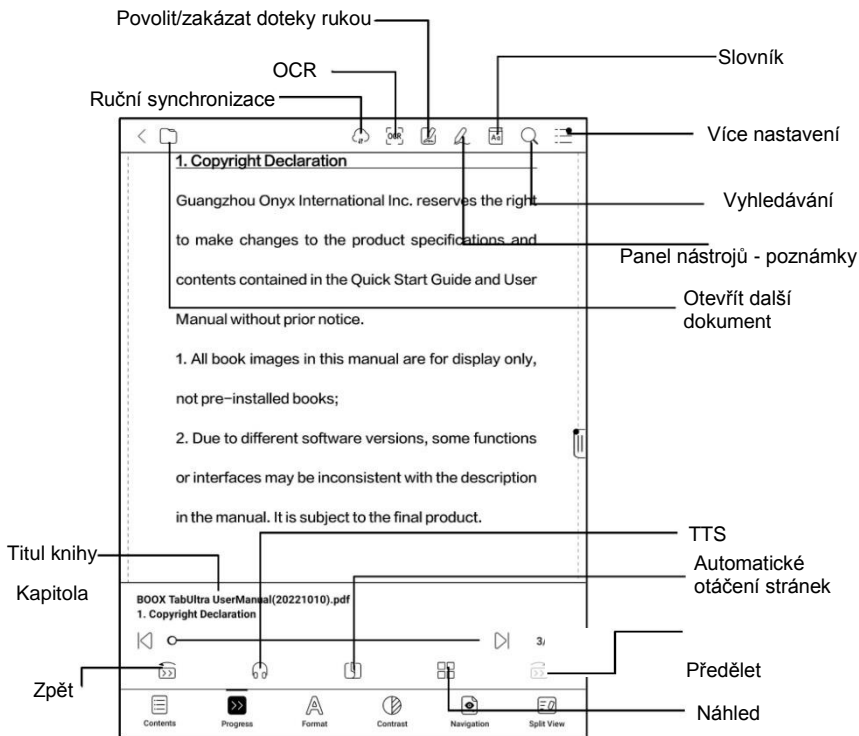 Povolit/zakázat doteky rukou
Slovník
OCR
Ruční synchronizace
OCR
A
Více nastavení
1. Copyright Declaration
Guangzhou Onyx International Inc. reserves the right
Vyhledávání
to make changes to the product specifications and
Panel nástrojů - poznámky
contents contained in the Quick Start Guide and User
Otevřít další
dokument
Manual without prior notice.
1. All book images in this manual are for display only,
not pre-installed books;
2. Due to different software versions, some functions
or interfaces may be inconsistent with the description
in the manual. It is subject to the final product.
TTS
Titul knihy
Automatické
otáčení stránek
Kapitola
BOOX TabUltra UserManual(20221010).pdf
1. Copyright Declaration
3/
Předělet
Zpět
Náhled
Contents Progress Format Contrast Navigation Split View